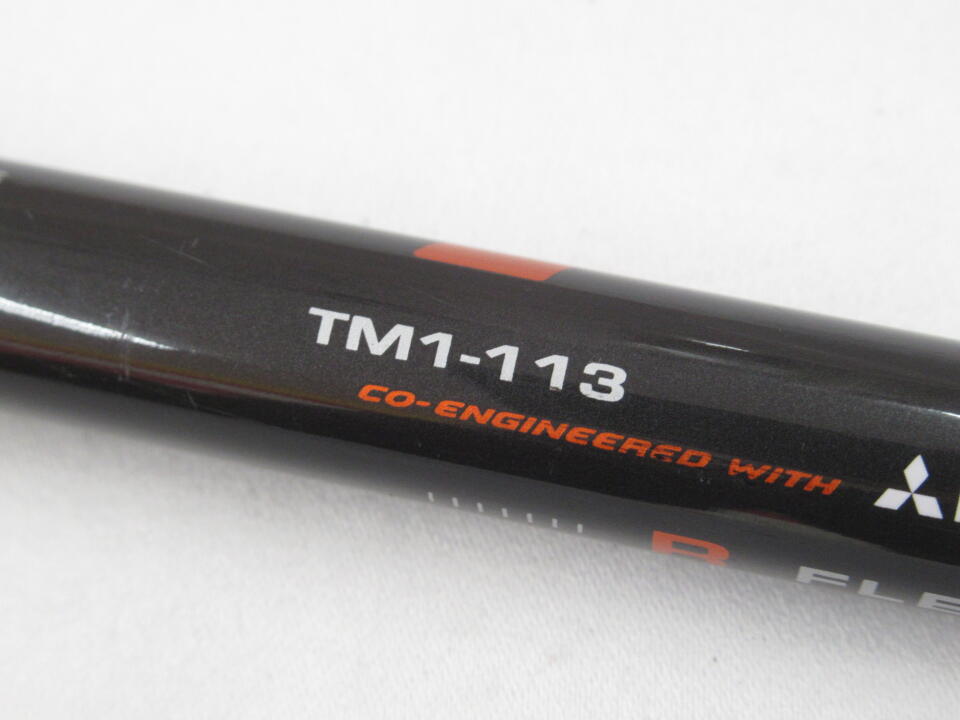 TM1-113
CO-ENGINEERED WITH
R FLE